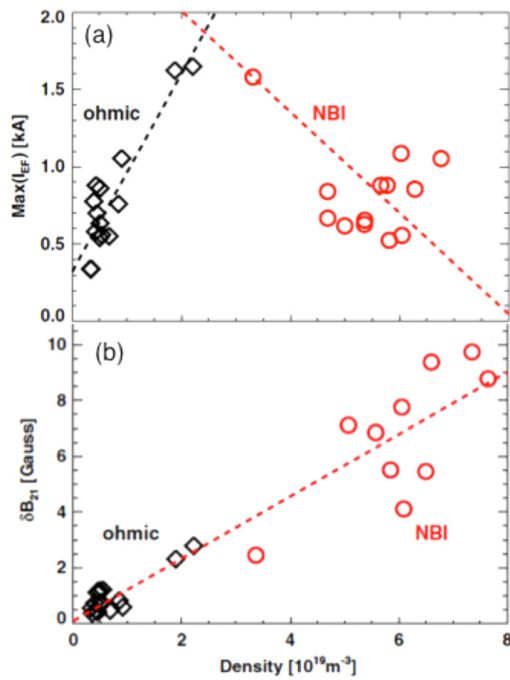 (a)
2.0
1.5
1.0
0.5
0.0
Max(I_EF) [kA]
ohmic
NBI
(b)
10
8
6
4
2
0
δB_21 [Gauss]
ohmic
NBI
0 2 4 6 8
Density [10^19m^-3]